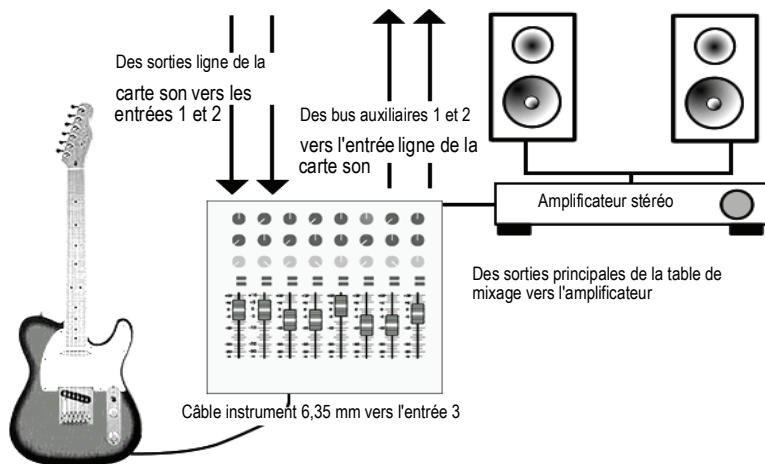 Des sorties ligne de la
carte son vers les
entrées 1 et 2
Des bus auxiliaires 1 et 2
vers l'entrée ligne de la
carte son
Amplificateur stéréo
Des sorties principales de la table de
mixage vers l'amplificateur
Câble instrument 6,35 mm vers l'entrée 3